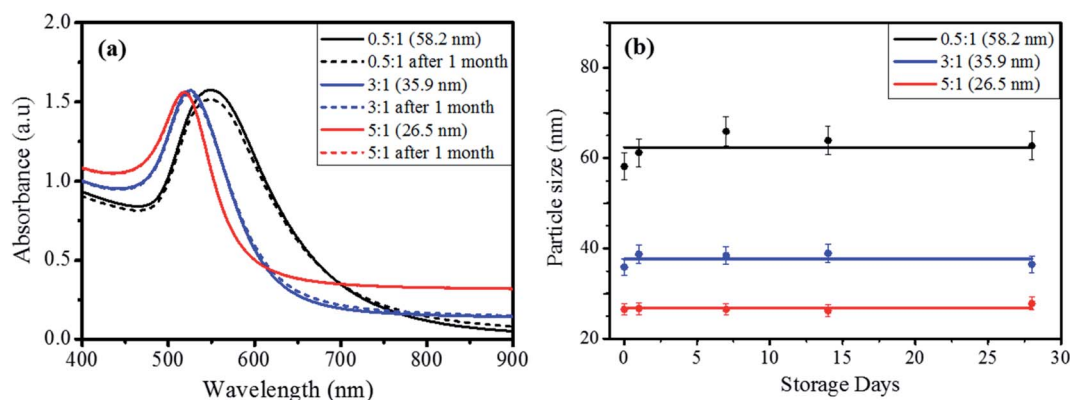 (a)
0.5:1 (58.2 nm)
0.5:1 after 1 month
3:1 (35.9 nm)
3:1 after 1 month
5:1 (26.5 nm)
5:1 after 1 month
2.0
1.5
1.0
0.5
0.0
Absorbance (a.u)
400 500 600 700 800 900
Wavelength (nm)
(b)
0.5:1 (58.2 nm)
3:1 (35.9 nm)
5:1 (26.5 nm)
80
60
40
20
Particle size (nm)
0 5 10 15 20 25 30
Storage Days